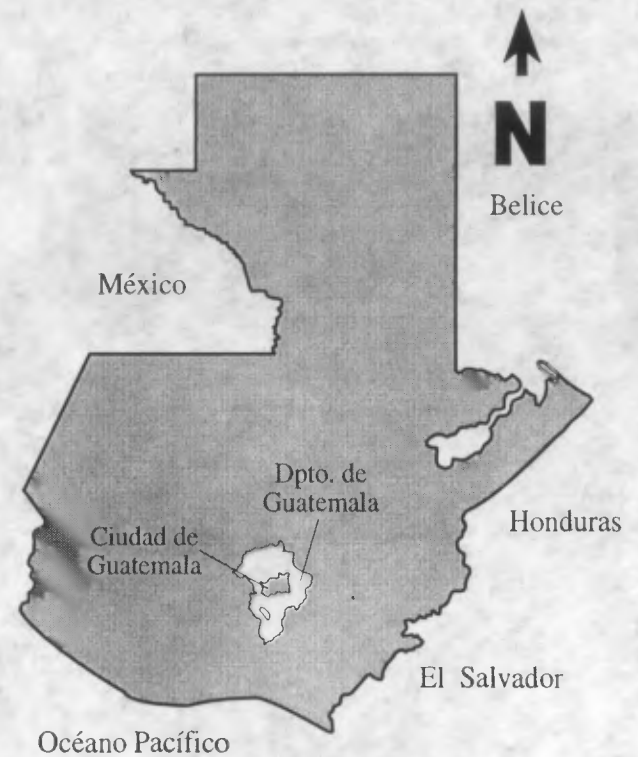 N
Belice
México
Dpto. de
Guatemala
Ciudad de
Guatemala
Honduras
El Salvador
Océano Pacífico